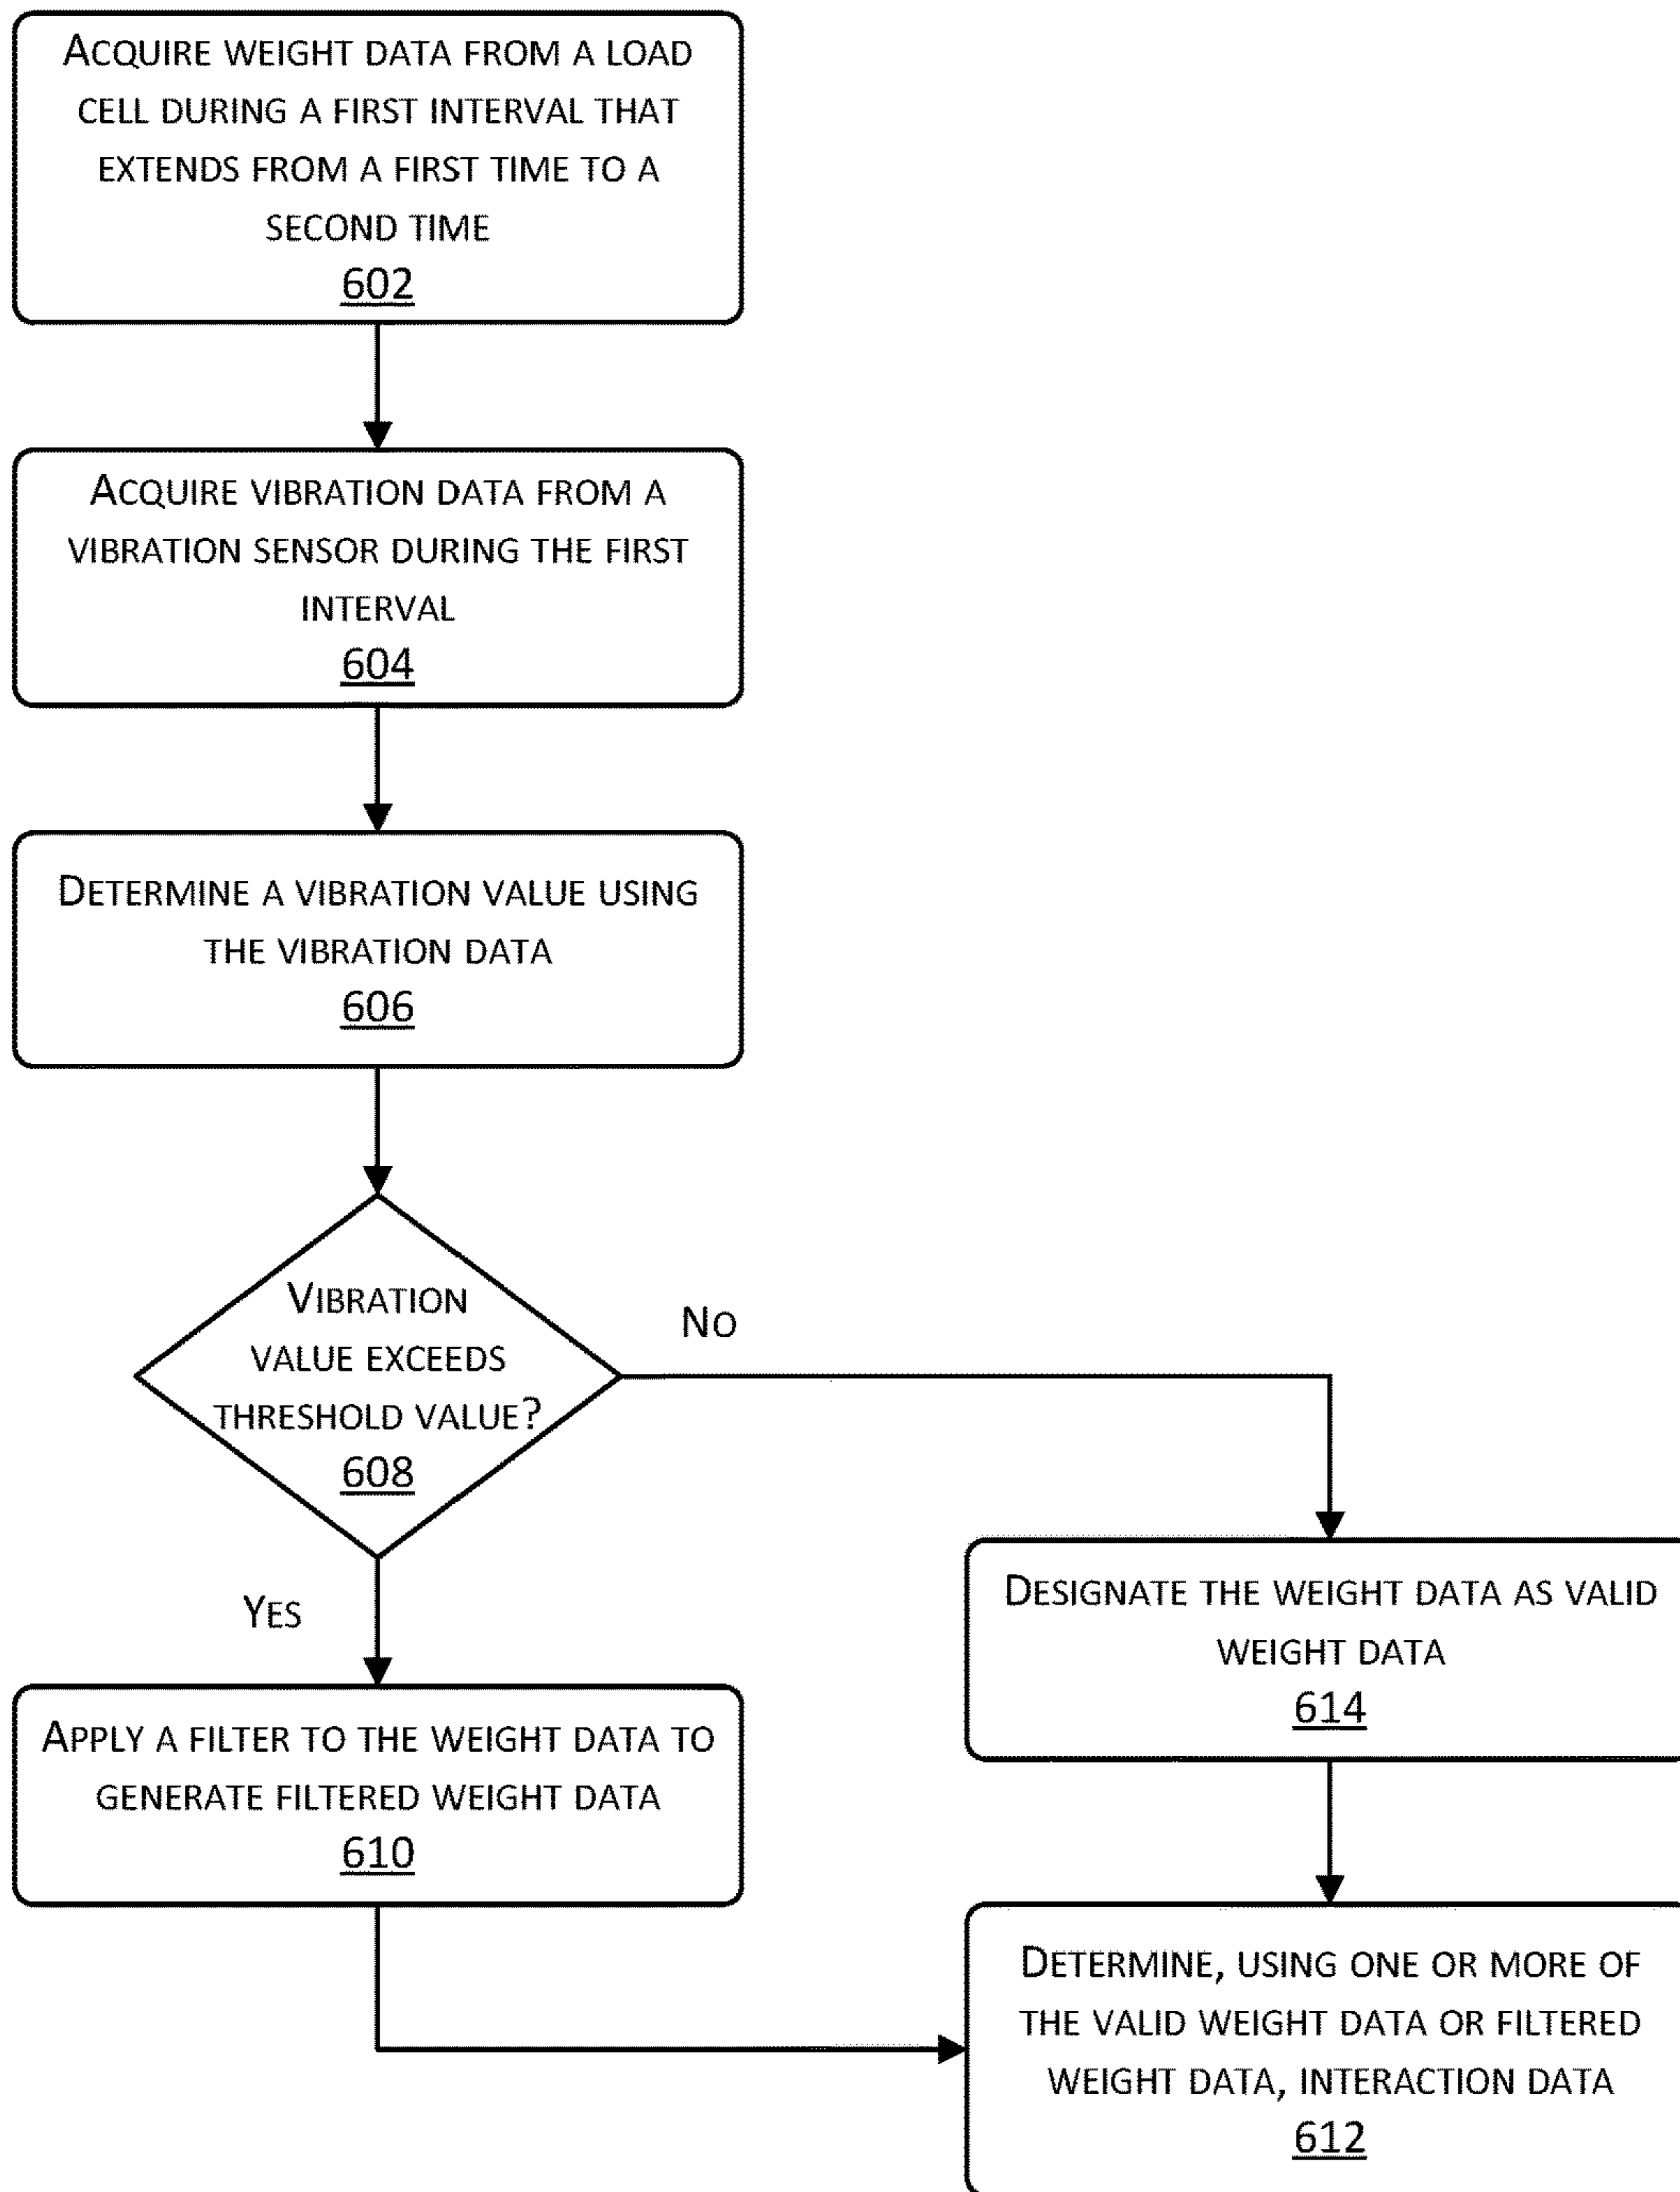 ACQUIRE WEIGHT DATA FROM A LOAD
CELL DURING A FIRST INTERVAL THAT
EXTENDS FROM A FIRST TIME TO A
SECOND TIME
602
ACQUIRE VIBRATION DATA FROM A
VIBRATION SENSOR DURING THE FIRST
INTERVAL
604
DETERMINE A VIBRATION VALUE USING
THE VIBRATION DATA
606
VIBRATION
VALUE EXCEEDS
THRESHOLD VALUE?
608
NO
YES
APPLY A FILTER TO THE WEIGHT DATA TO
GENERATE FILTERED WEIGHT DATA
610
DESIGNATE THE WEIGHT DATA AS VALID
WEIGHT DATA
614
DETERMINE, USING ONE OR MORE OF
THE VALID WEIGHT DATA OR FILTERED
WEIGHT DATA, INTERACTION DATA
612